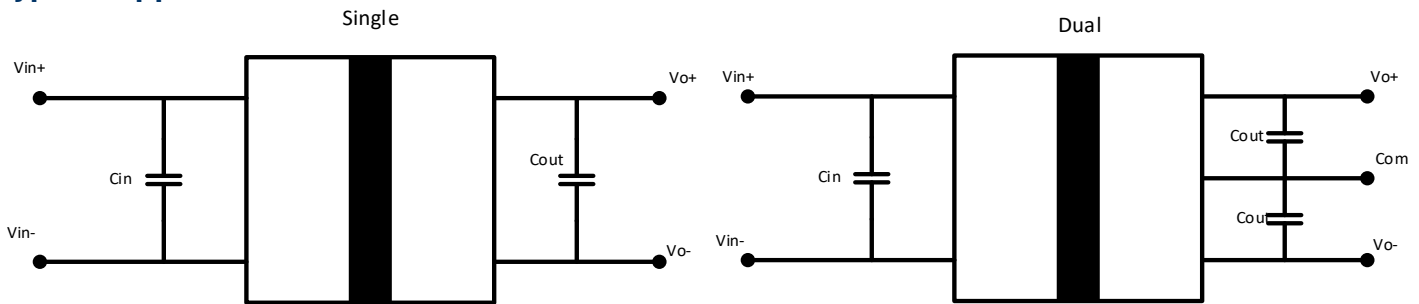 Single
Vin+
Cin
Vin-
Vo+
Cout
Vo-
Dual
Vin+
Cin
Vin-
Vo+
Cout
Com
Cout
Vo-